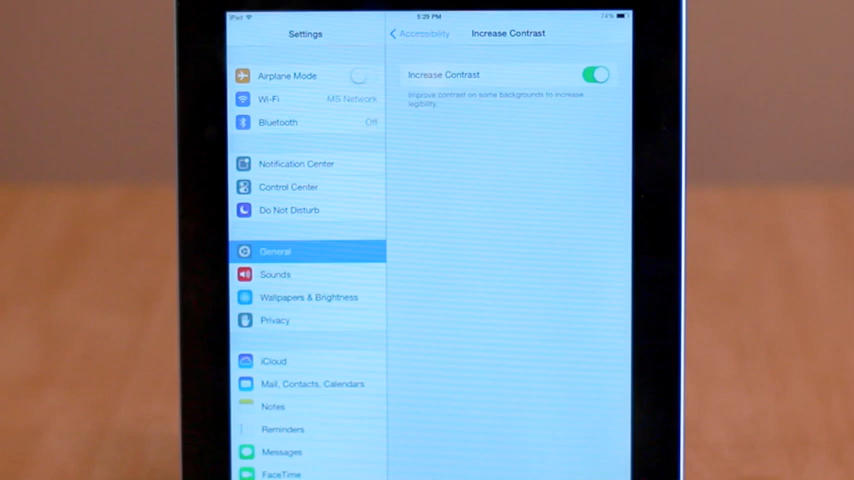 iPad 5:29 PM 74%
Settings
Accessibility Increase Contrast
Airplane Mode
Wi-Fi MS Network
Bluetooth Off
Notification Center
Control Center
Do Not Disturb
General
Sounds
Wallpapers & Brightness
Privacy
iCloud
Mail, Contacts, Calendars
Notes
Reminders
Messages
FaceTime
Increase Contrast
Improve contrast on some backgrounds to increase
legibility.